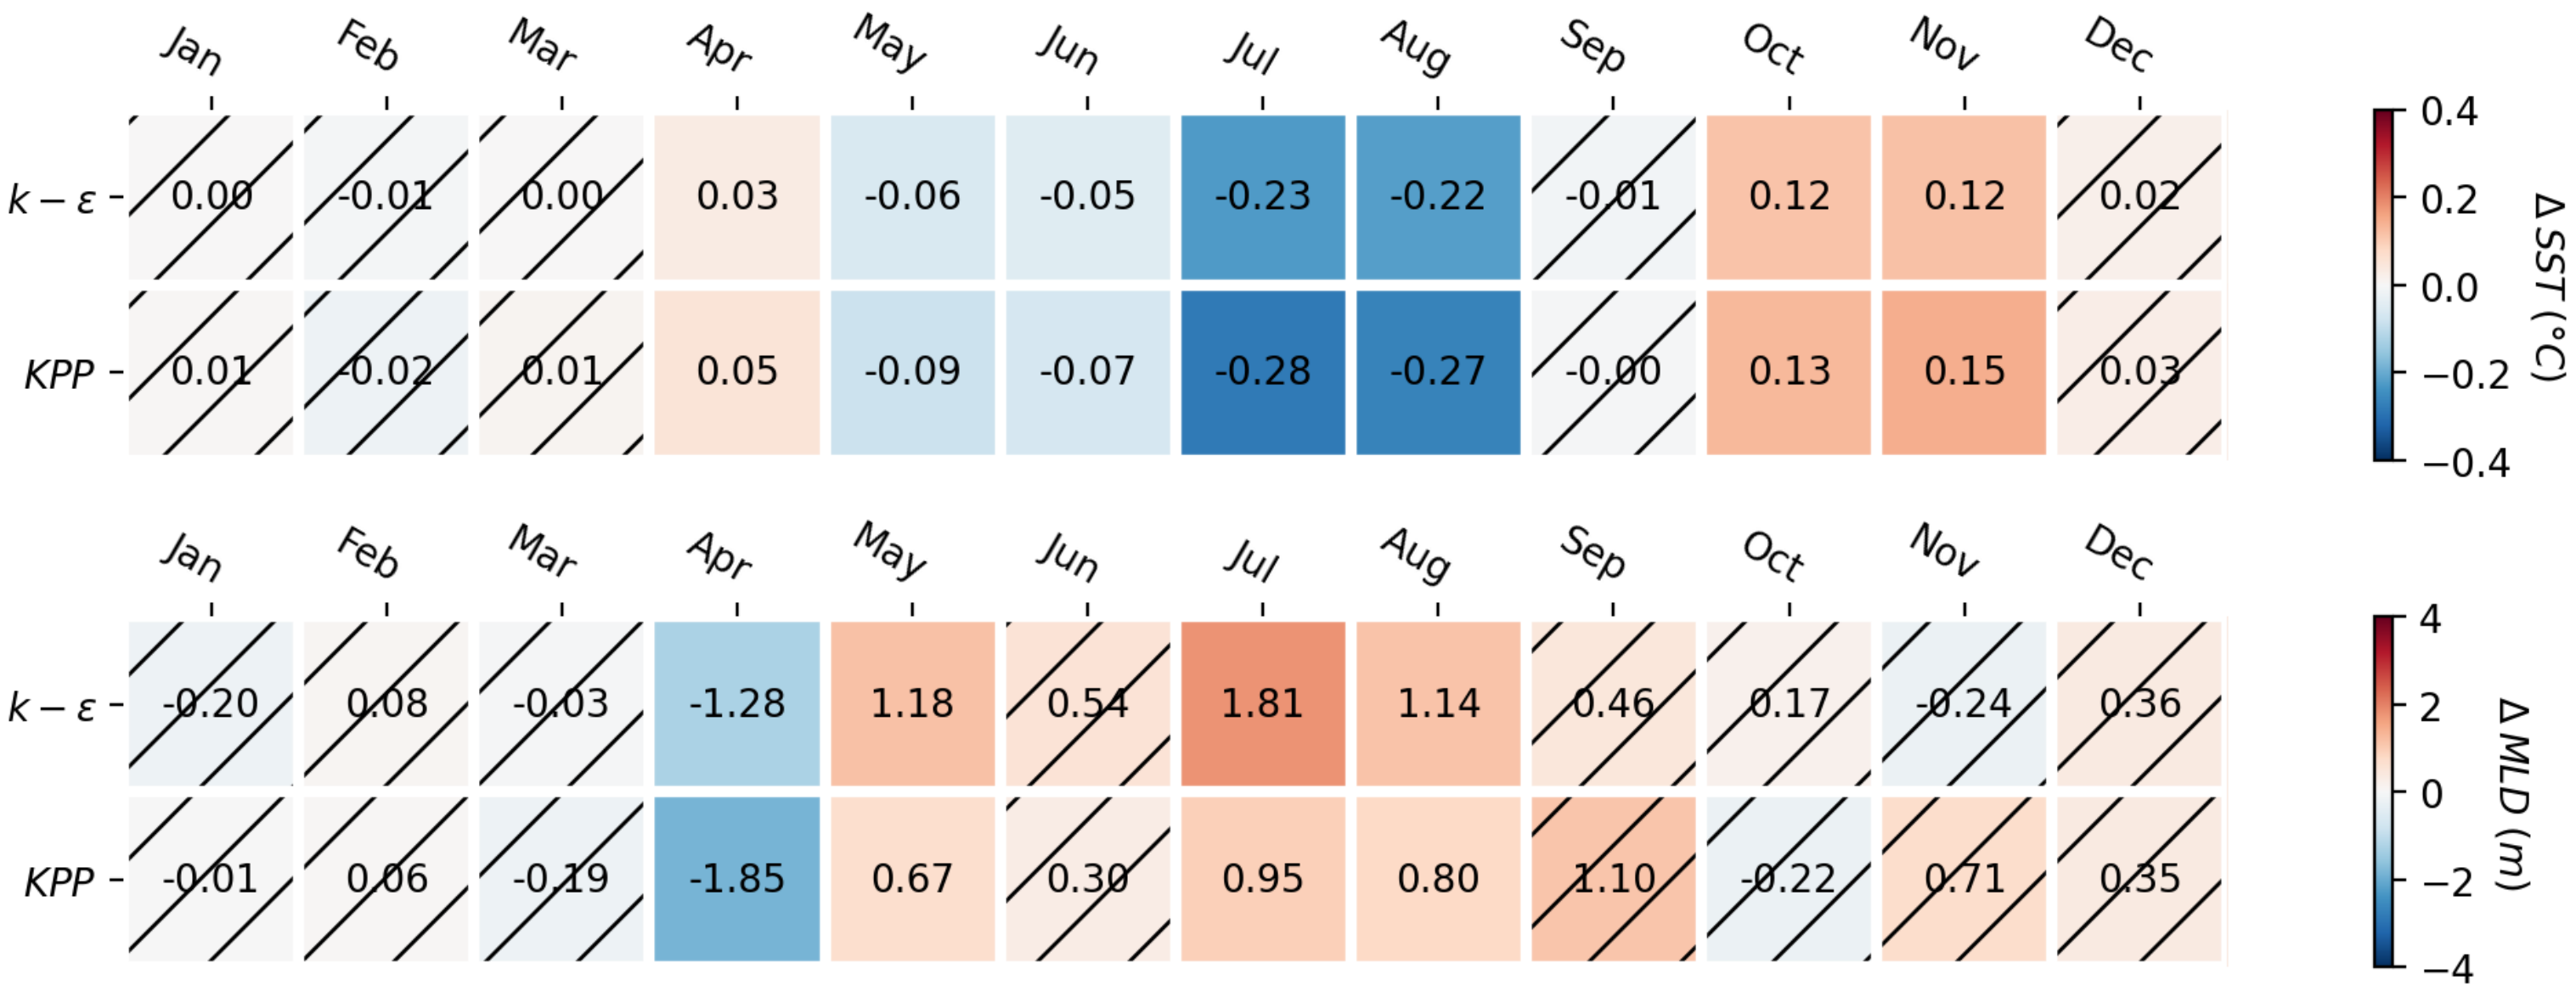 Jan Feb Mar Apr May Jun Jul Aug Sep Oct Nov Dec
k − ε 0.00 -0.01 0.00 0.03 -0.06 -0.05 -0.23 -0.22 -0.01 0.12 0.12 0.02
KPP 0.01 -0.02 0.01 0.05 -0.09 -0.07 -0.28 -0.27 -0.00 0.13 0.15 0.03
0.4
0.2
0.0
−0.2
−0.4
Δ SST (°C)
Jan Feb Mar Apr May Jun Jul Aug Sep Oct Nov Dec
k − ε -0.20 0.08 -0.03 -1.28 1.18 0.54 1.81 1.14 0.46 0.17 -0.24 0.36
KPP -0.01 0.06 -0.19 -1.85 0.67 0.30 0.95 0.80 1.10 -0.22 0.71 0.35
4
2
0
−2
−4
Δ MLD (m)